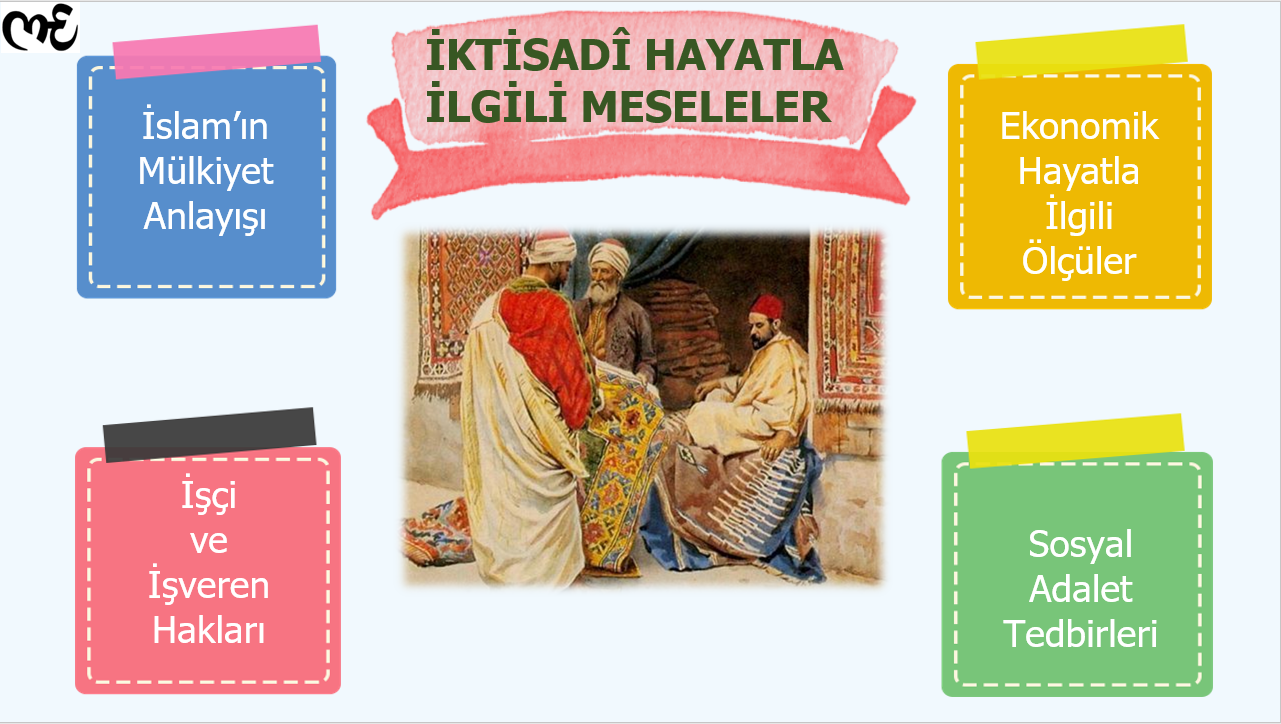 İKTİSADÎ HAYATLA
İLGİLİ MESELELER
İslam’ın
Mülkiyet
Anlayışı
Ekonomik
Hayatla
İlgili
Ölçüler
İşçi
ve
İşveren
Hakları
Sosyal
Adalet
Tedbirleri